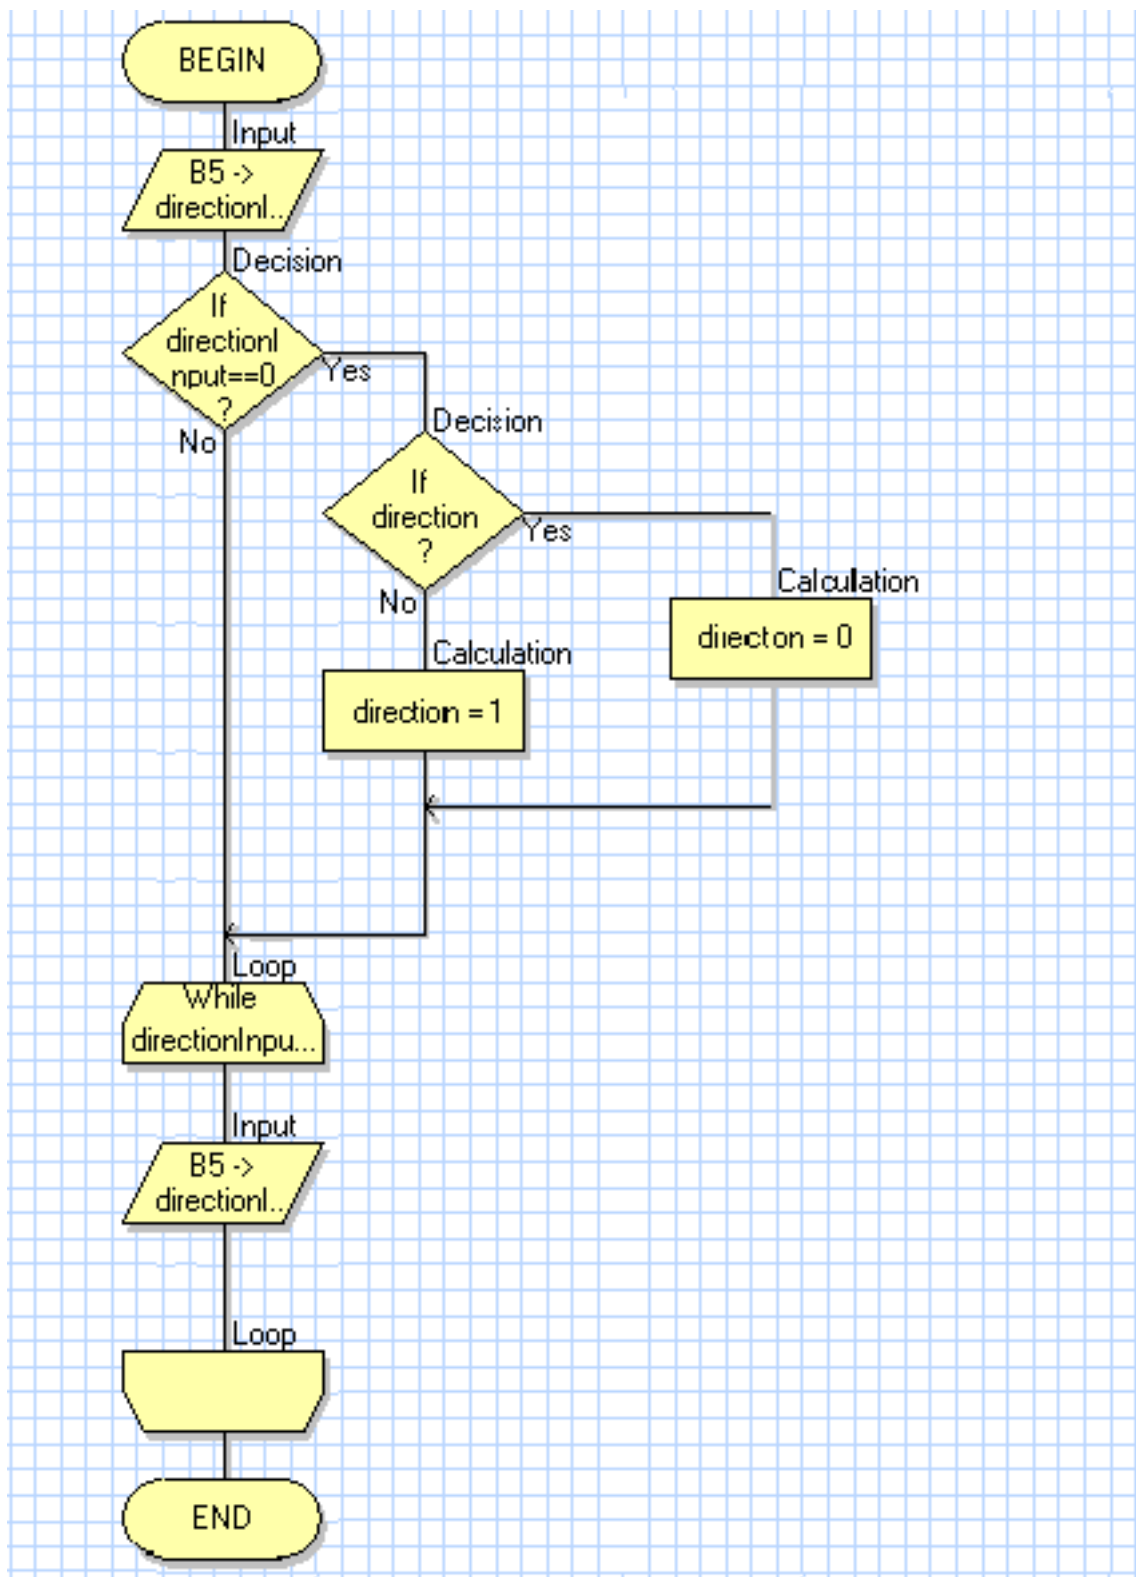 BEGIN
Input
B5 ->
directionI..
Decision
If
directionI
nput==0
?
Yes
No
Decision
If
direction
?
Yes
No
Calculation
direction = 0
Calculation
direction = 1
Loop
While
directionInpu...
Input
B5 ->
directionI..
Loop
END